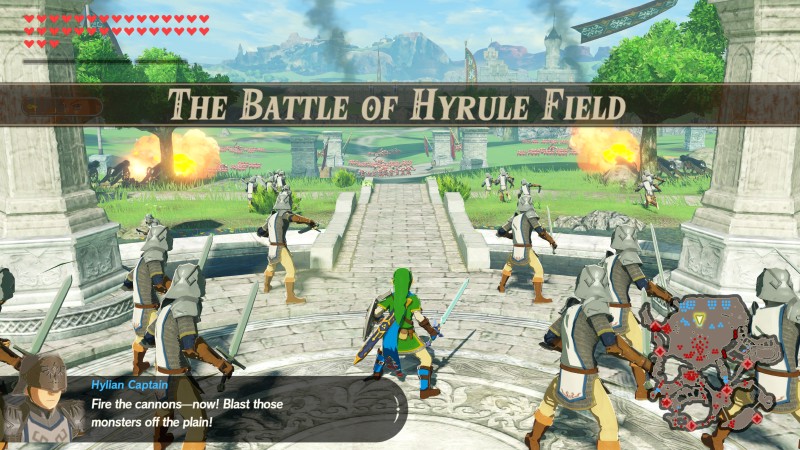 THE BATTLE OF HYRULE FIELD
Hylian Captain
Fire the cannons—now! Blast those
monsters off the plain!